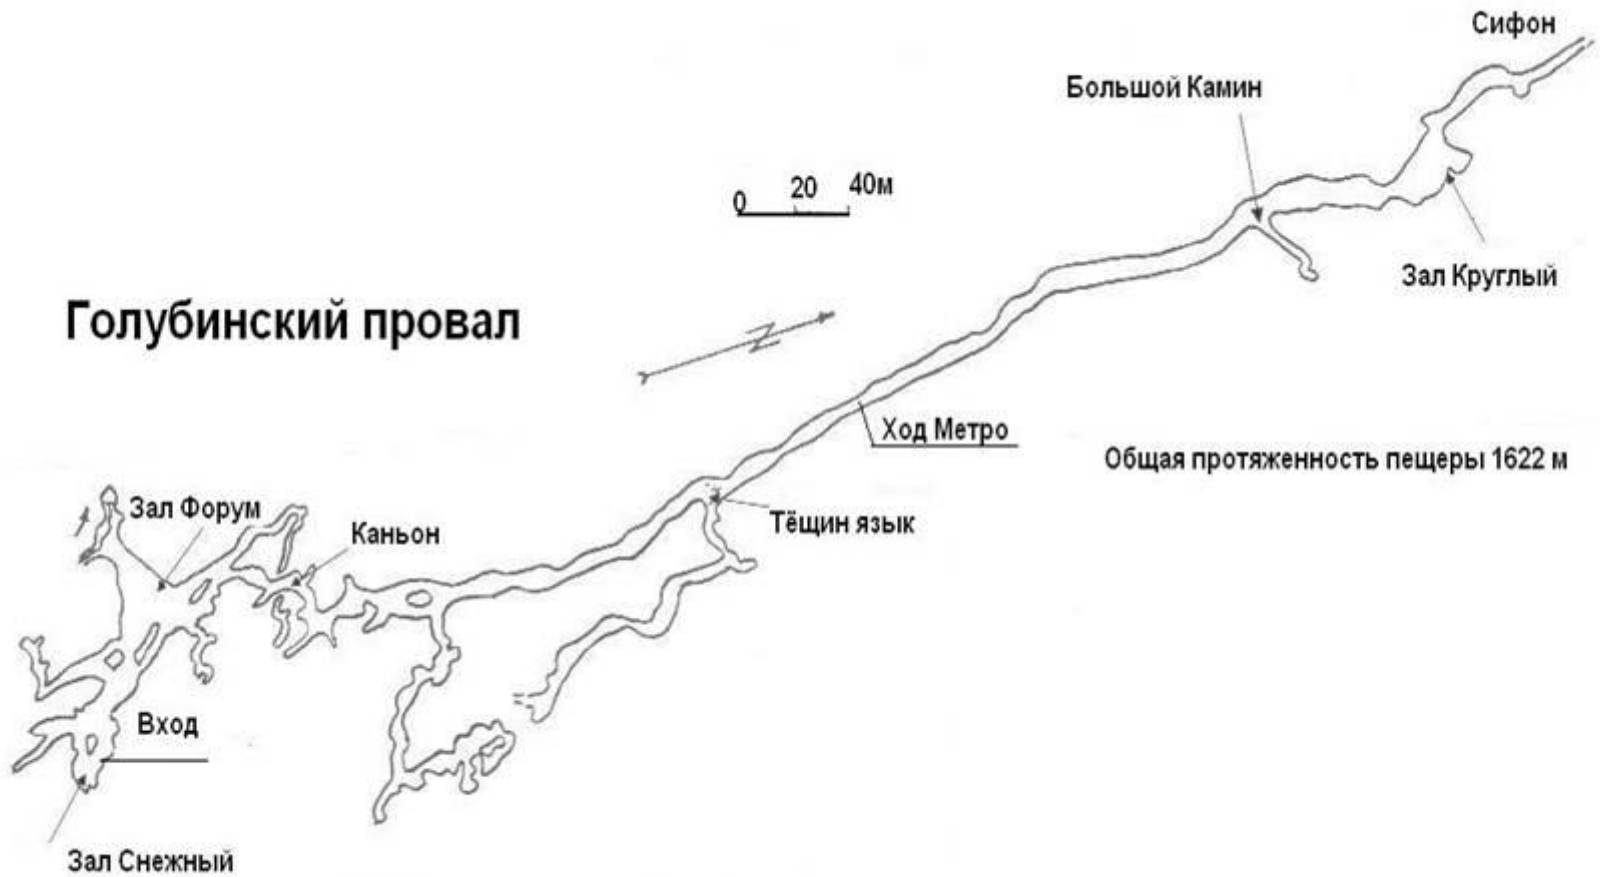 Сифон
Большой Камин
0 20 40м
Зал Круглый
Голубинский провал
Ход Метро
Общая протяженность пещеры 1622 м
Зал Форум
Каньон
Тёщин язык
Вход
Зал Снежный